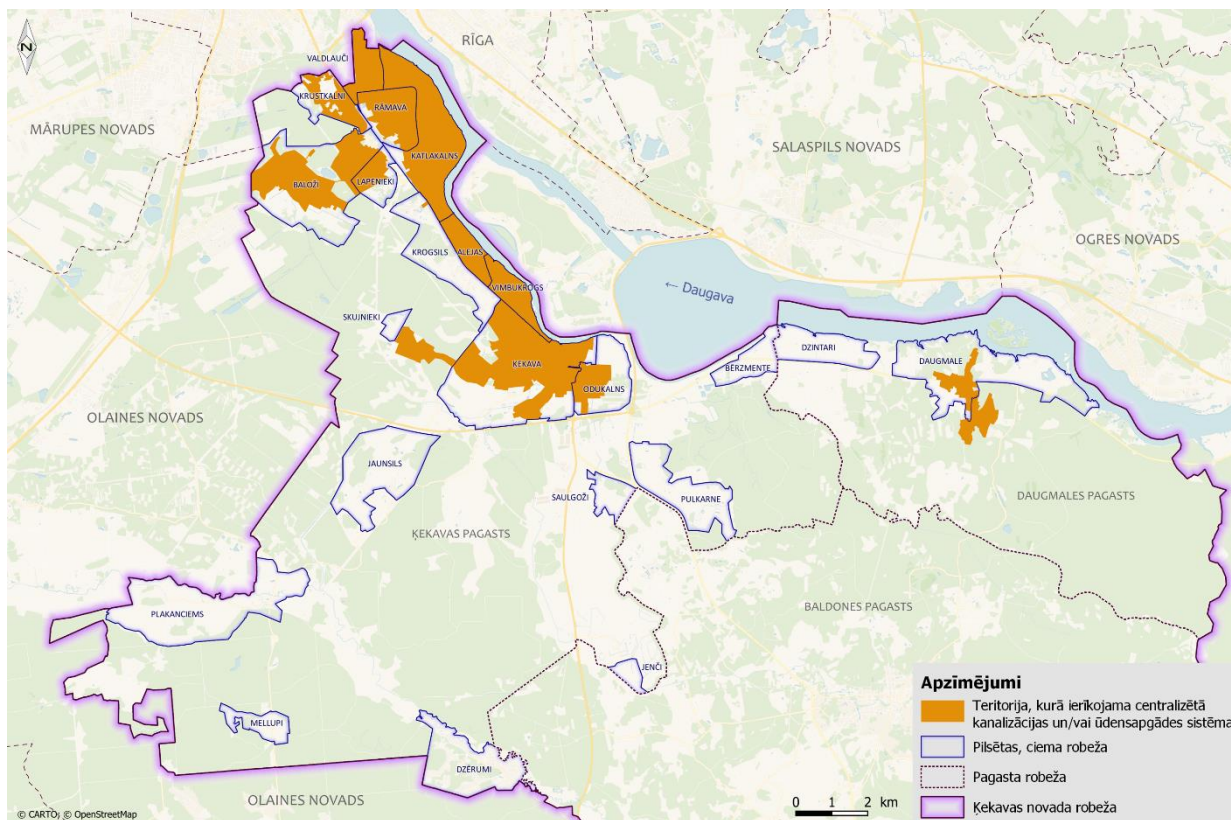 N
RĪGA
VALDLAUČI
KRUSTKALNI
RĀMAVA
MĀRUPES NOVADS
SALASPILS NOVADS
KATLAKALNS
LAPENIEKI
BALOŽI
OGRES NOVADS
KROGSILS
ALEJAS
VIMBUKROGS
← Daugava
SKUJNIEKI
DZINTARI
DAUGMALE
ĶEKAVA
BĒRZMENTE
ODUKALNS
OLAINES NOVADS
JAUNSILS
SAULGOŽI
PULKARNE
DAUGMALES PAGASTS
ĶEKAVAS PAGASTS
PLAKANCIEMS
BALDONES PAGASTS
JENČI
MELLUPI
DZĒRUMI
OLAINES NOVADS
Apzīmējumi
Teritorija, kurā ierīkojama centralizētā
kanalizācijas un/vai ūdensapgādes sistēma
Pilsētas, ciema robeža
Pagasta robeža
Ķekavas novada robeža
0 1 2 km
© CARTO; © OpenStreetMap